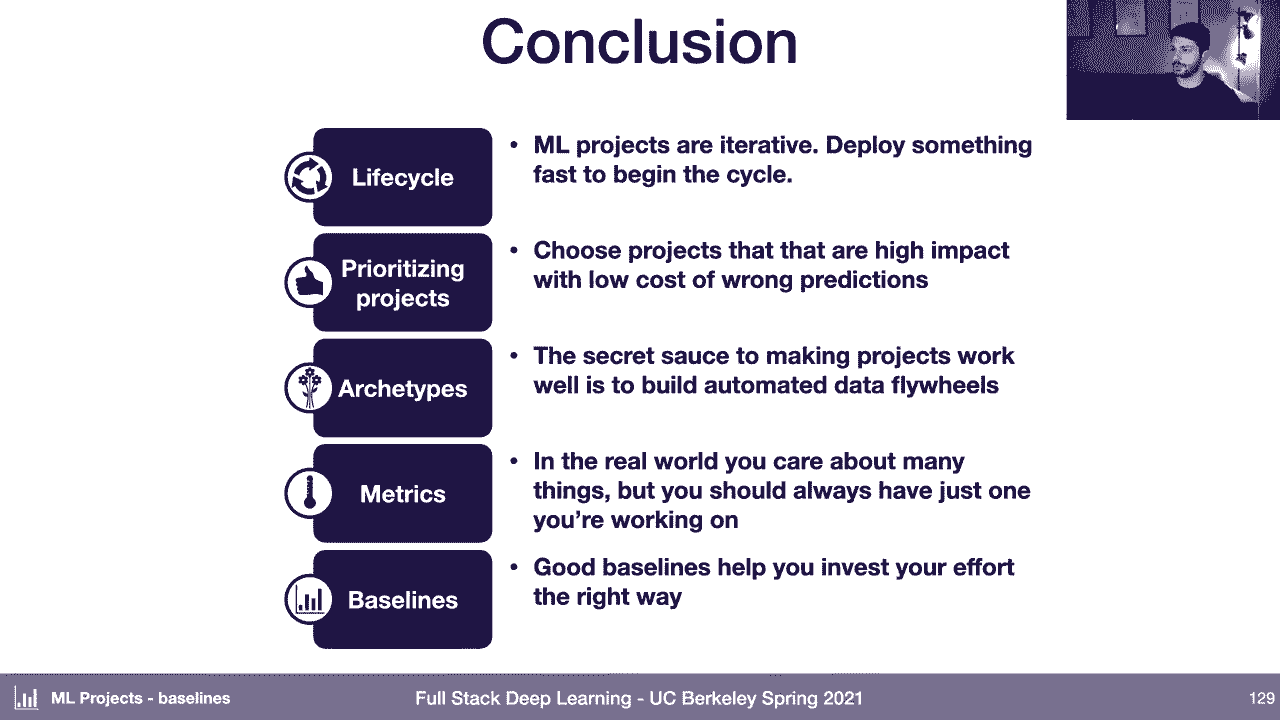 Conclusion
Lifecycle
• ML projects are iterative. Deploy something
fast to begin the cycle.
Prioritizing
projects
• Choose projects that that are high impact
with low cost of wrong predictions
Archetypes
• The secret sauce to making projects work
well is to build automated data flywheels
Metrics
• In the real world you care about many
things, but you should always have just one
you're working on
Baselines
• Good baselines help you invest your effort
the right way
ML Projects - baselines
Full Stack Deep Learning - UC Berkeley Spring 2021
129